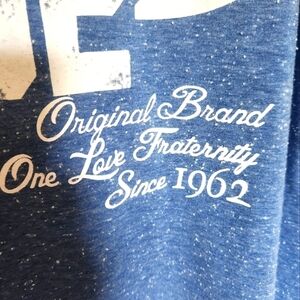 Original Brand
One Love Fraternity
Since 1962